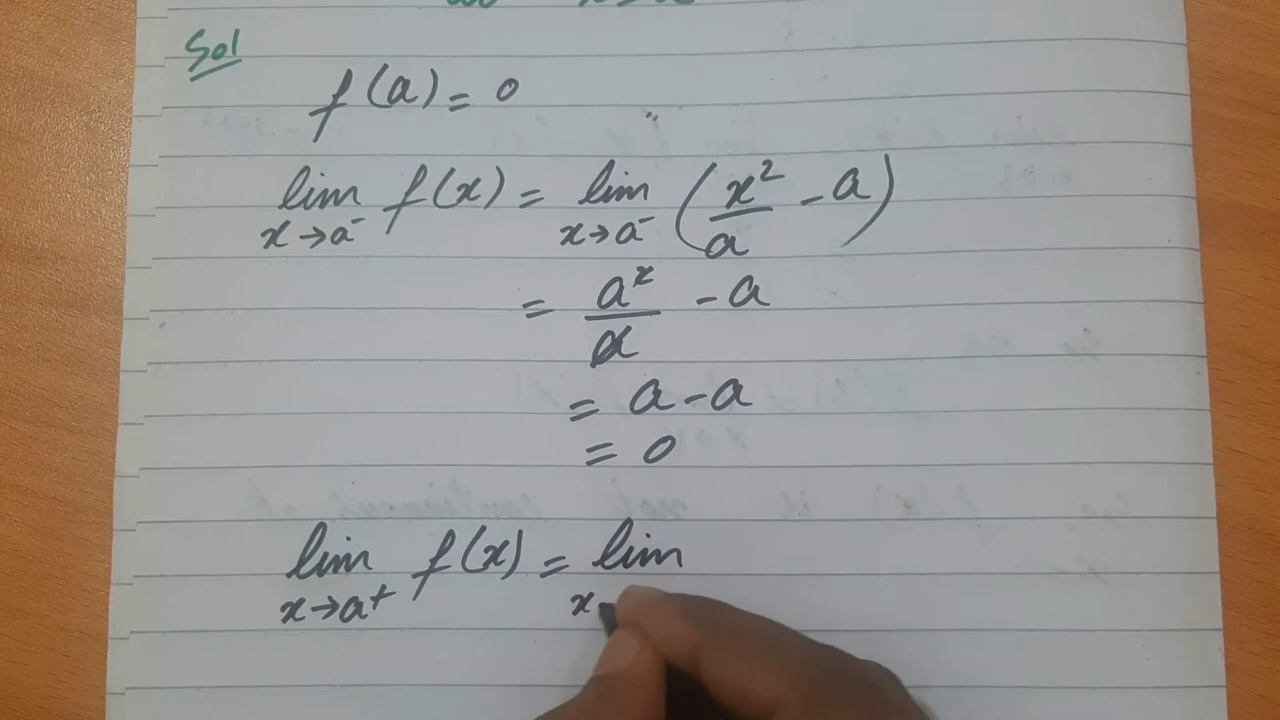 Sol
f(a) = 0
lim x→a⁻ f(x) = lim x→a⁻ (x²/a - a)
= a²/a - a
= a - a
= 0
lim x→a⁺ f(x) = lim x